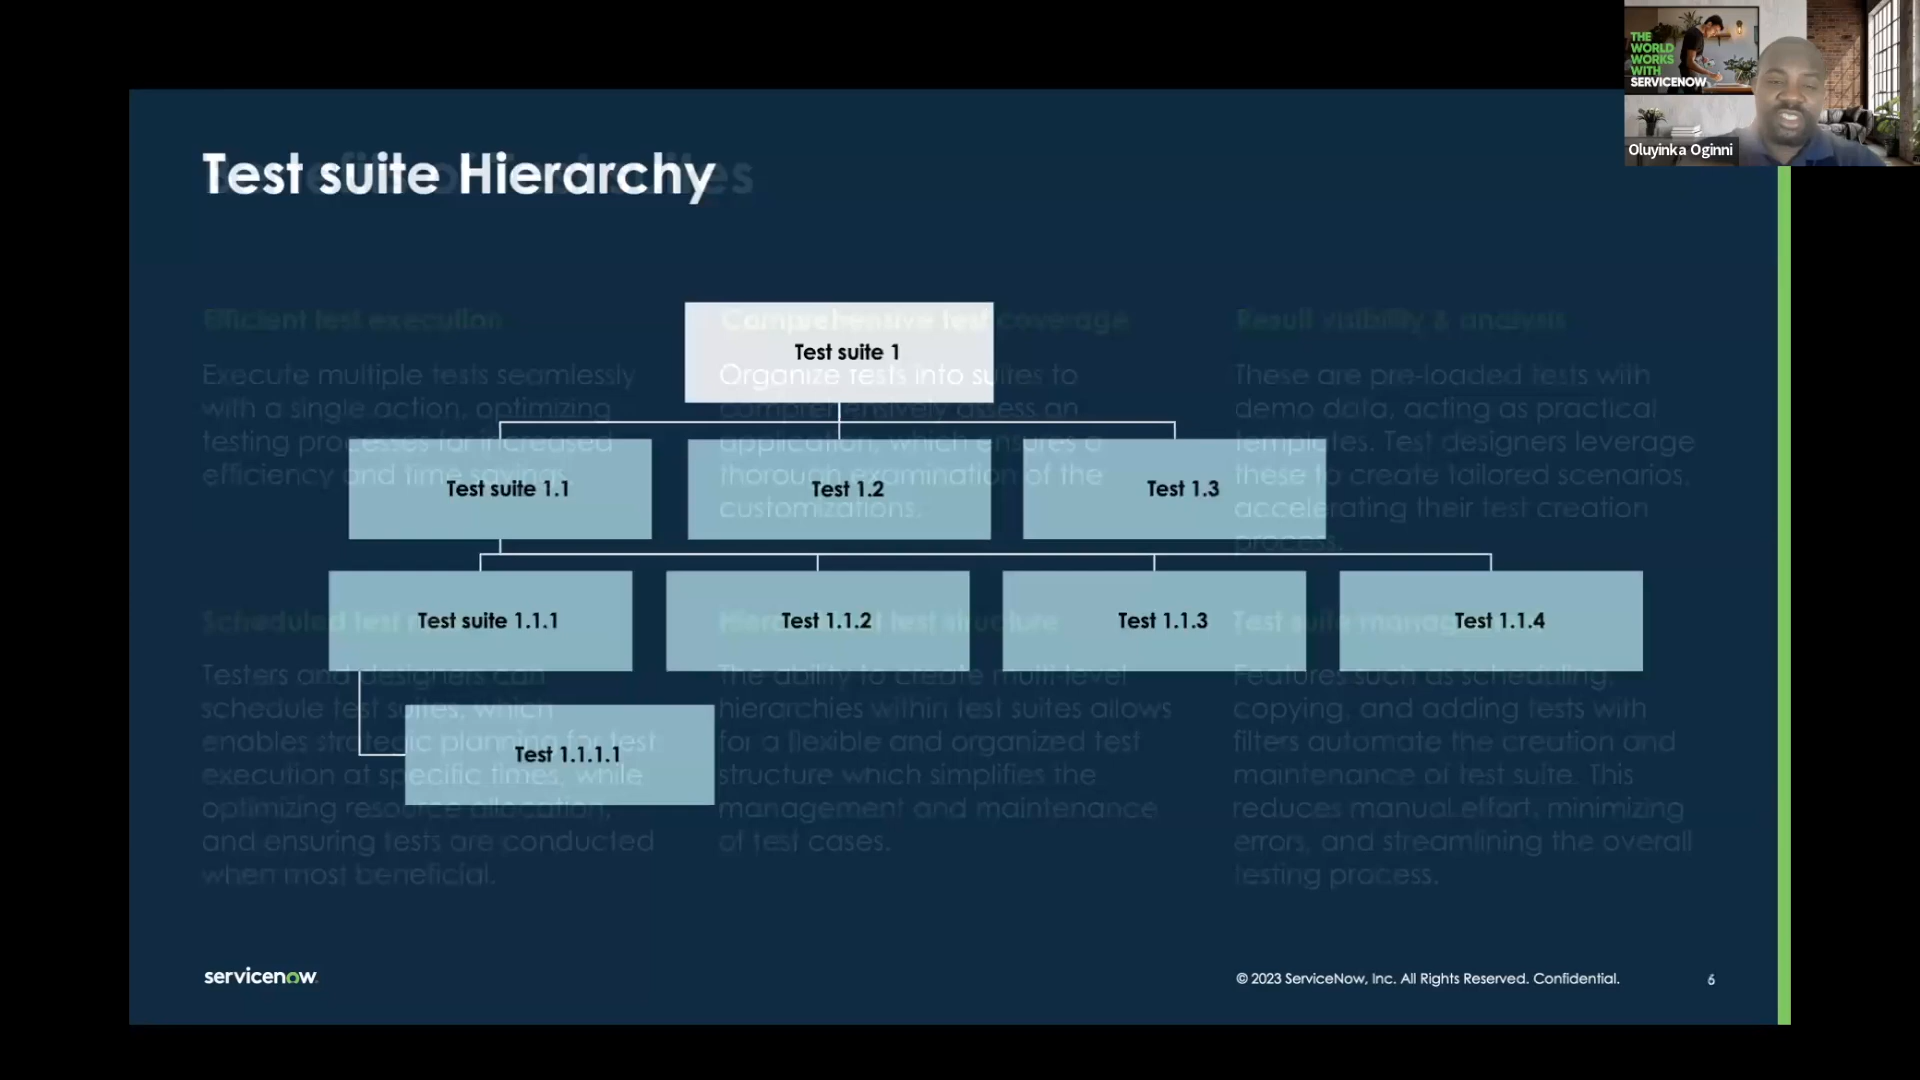 THE
WORLD
WORKS
WITH
SERVICENOW
Oluyinka Oginni
Test suite Hierarchy
Test suite 1
Test suite 1.1
Test 1.2
Test 1.3
Test suite 1.1.1
Test 1.1.2
Test 1.1.3
Test 1.1.4
Test 1.1.1.1
Efficient test execution
Execute multiple tests seamlessly
with a single action, optimizing
testing processes for increased
efficiency and time savings.
Comprehensive test coverage
Organize tests into suites to
comprehensively assess an
application, which ensures a
thorough examination of the
customizations.
Result visibility & analysis
These are pre-loaded tests with
demo data, acting as practical
templates. Test designers leverage
these to create tailored scenarios,
accelerating their test creation
process.
Scheduled test
Testers and designers can
schedule test suites, which
enables strategic planning for test
execution at specific times, while
optimizing resource allocation,
and ensuring tests are conducted
when most beneficial.
Hierarchical test structure
The ability to create multi-level
hierarchies within test suites allows
for a flexible and organized test
structure which simplifies the
management and maintenance
of test cases.
Test suite management
Features such as scheduling,
copying, and adding tests with
filters automate the creation and
maintenance of test suite. This
reduces manual effort, minimizing
errors, and streamlining the overall
testing process.
servicenow
© 2023 ServiceNow, Inc. All Rights Reserved. Confidential.
6